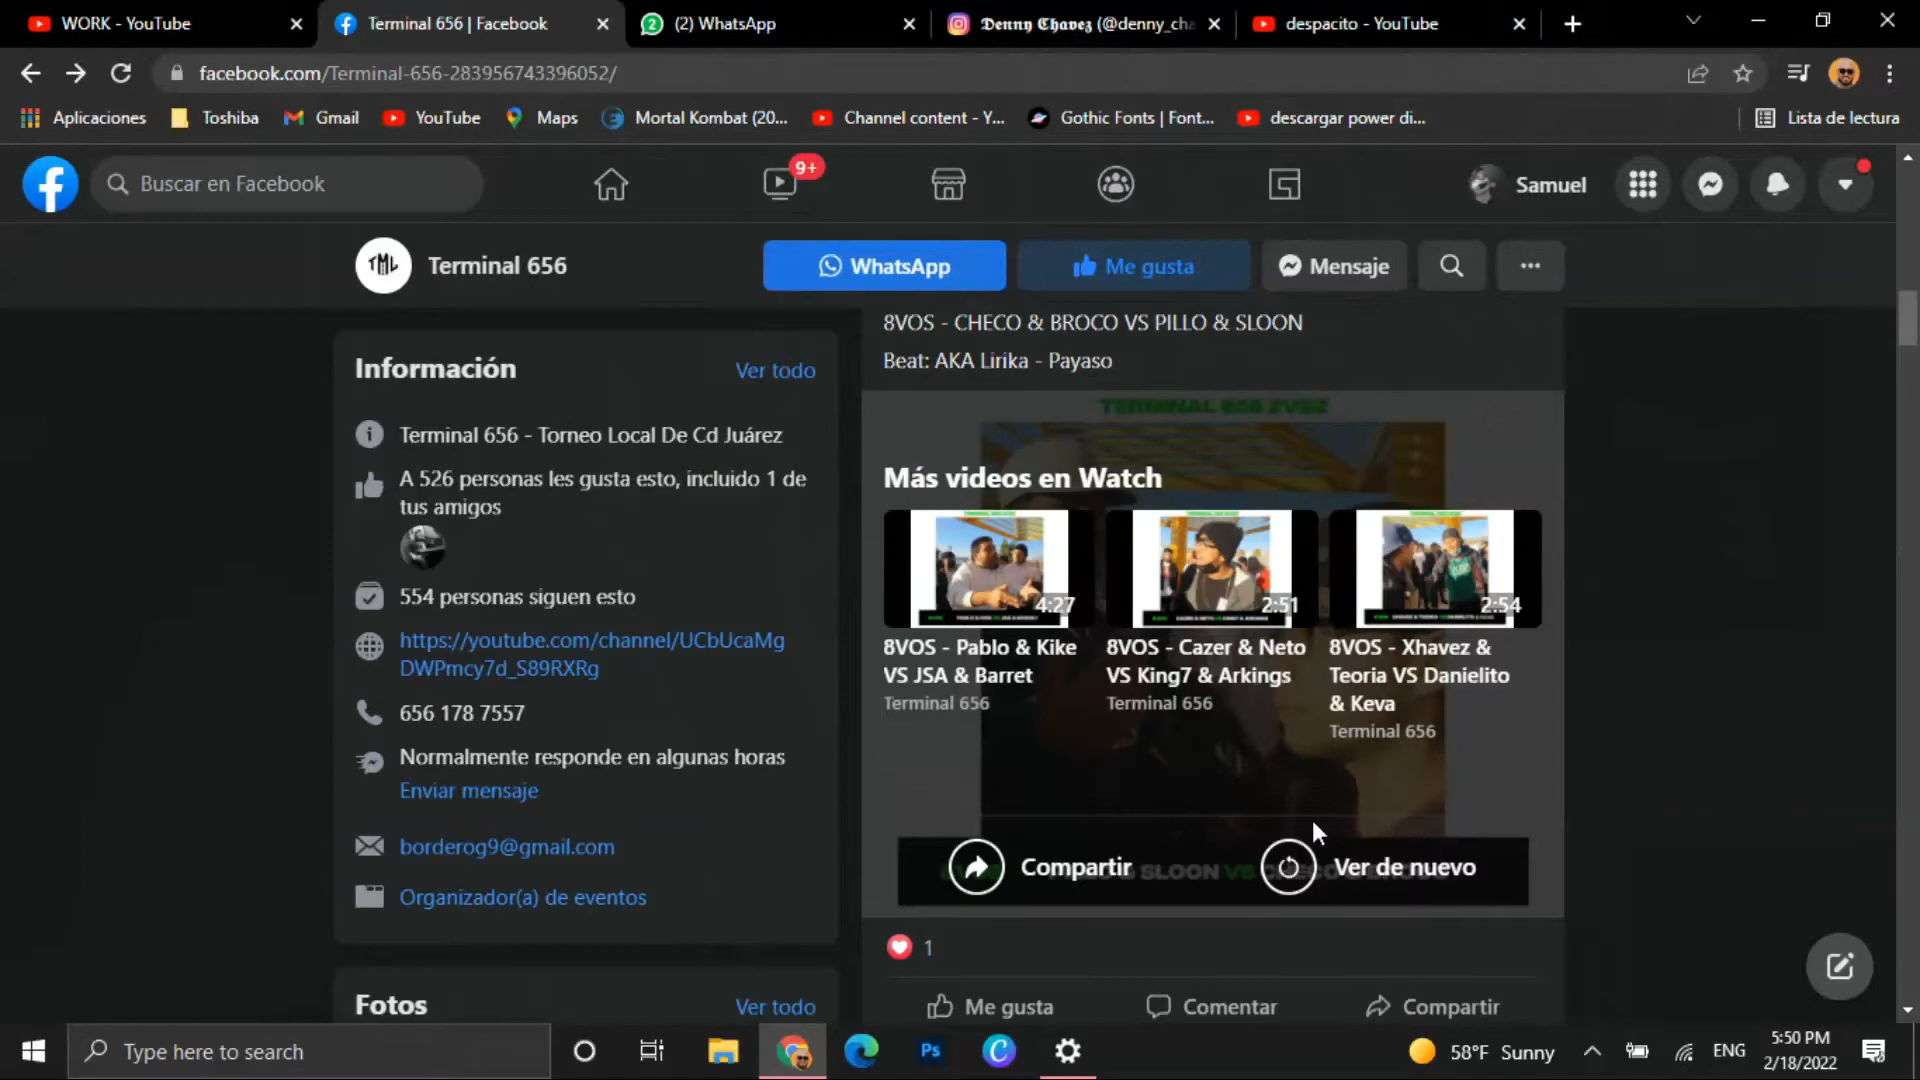 WORK - YouTube
Terminal 656 | Facebook
(2) WhatsApp
𝕯𝖊𝖓𝖓𝖞 𝕮𝖍𝖆𝖛𝖊𝖟 (@denny_cha
despacito - YouTube
facebook.com/Terminal-656-283956743396052/
Aplicaciones
Toshiba
Gmail
YouTube
Maps
Mortal Kombat (20...
Channel content - Y...
Gothic Fonts | Font...
descargar power di...
Lista de lectura
Buscar en Facebook
9+
Samuel
TML
Terminal 656
WhatsApp
Me gusta
Mensaje
8VOS - CHECO & BROCO VS PILLO & SLOON
Beat: AKA Lirika - Payaso
Información
Ver todo
Terminal 656 - Torneo Local De Cd Juárez
A 526 personas les gusta esto, incluido 1 de
tus amigos
554 personas siguen esto
https://youtube.com/channel/UCbUcaMg
DWPmcy7d_S89RXRg
656 178 7557
Normalmente responde en algunas horas
Enviar mensaje
borderog9@gmail.com
Organizador(a) de eventos
Fotos
Ver todo
TERMINAL 656 2VS2
Más videos en Watch
4:27
2:51
2:54
8VOS - Pablo & Kike
VS JSA & Barret
Terminal 656
8VOS - Cazer & Neto
VS King7 & Arkings
Terminal 656
8VOS - Xhavez &
Teoria VS Danielito
& Keva
Terminal 656
Compartir
Ver de nuevo
& SLOON VS
1
Me gusta
Comentar
Compartir
Type here to search
Ps
C
58°F Sunny
ENG
5:50 PM
2/18/2022